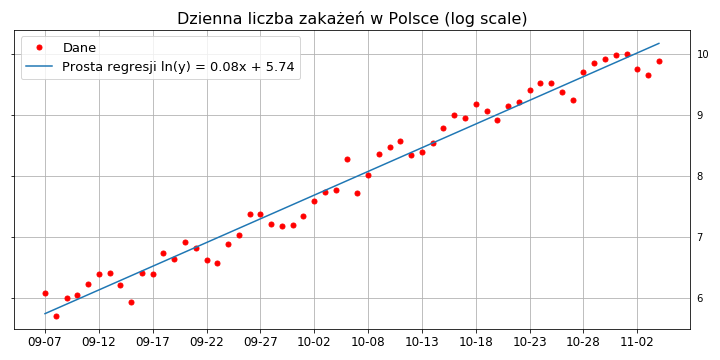 Dzienna liczba zakażeń w Polsce (log scale)
Dane
Prosta regresji ln(y) = 0.08x + 5.74
10
9
8
7
6
09-07 09-12 09-17 09-22 09-27 10-02 10-08 10-13 10-18 10-23 10-28 11-02